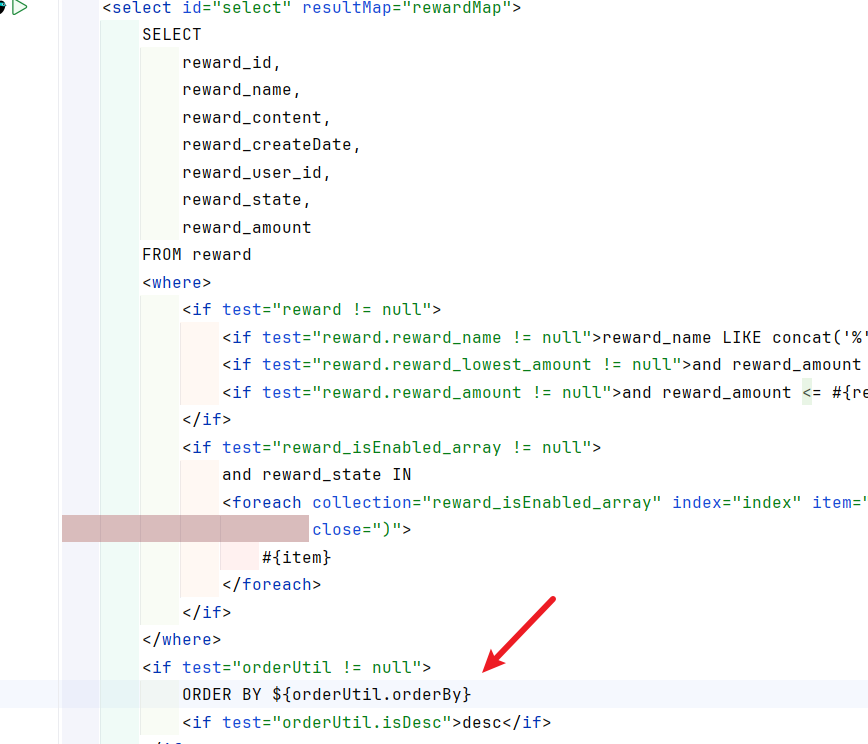 <select id="select" resultMap="rewardMap">
SELECT
reward_id,
reward_name,
reward_content,
reward_createDate,
reward_user_id,
reward_state,
reward_amount
FROM reward
<where>
<if test="reward != null">
<if test="reward.reward_name != null">reward_name LIKE concat('%'
<if test="reward.reward_lowest_amount != null">and reward_amount
<if test="reward.reward_amount != null">and reward_amount <= #{re
</if>
<if test="reward_isEnabled_array != null">
and reward_state IN
<foreach collection="reward_isEnabled_array" index="index" item="
close=")">
#{item}
</foreach>
</if>
</where>
<if test="orderUtil != null">
ORDER BY ${orderUtil.orderBy}
<if test="orderUtil.isDesc">desc</if>